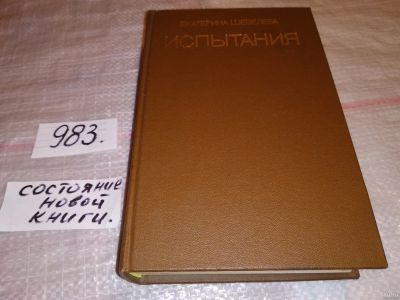 ЕКАТЕРИНА ШЕВЕЛЕВА
ИСПЫТАНИЯ
983.
СОСТОЯНИЕ
НОВОЙ
КНИГИ.